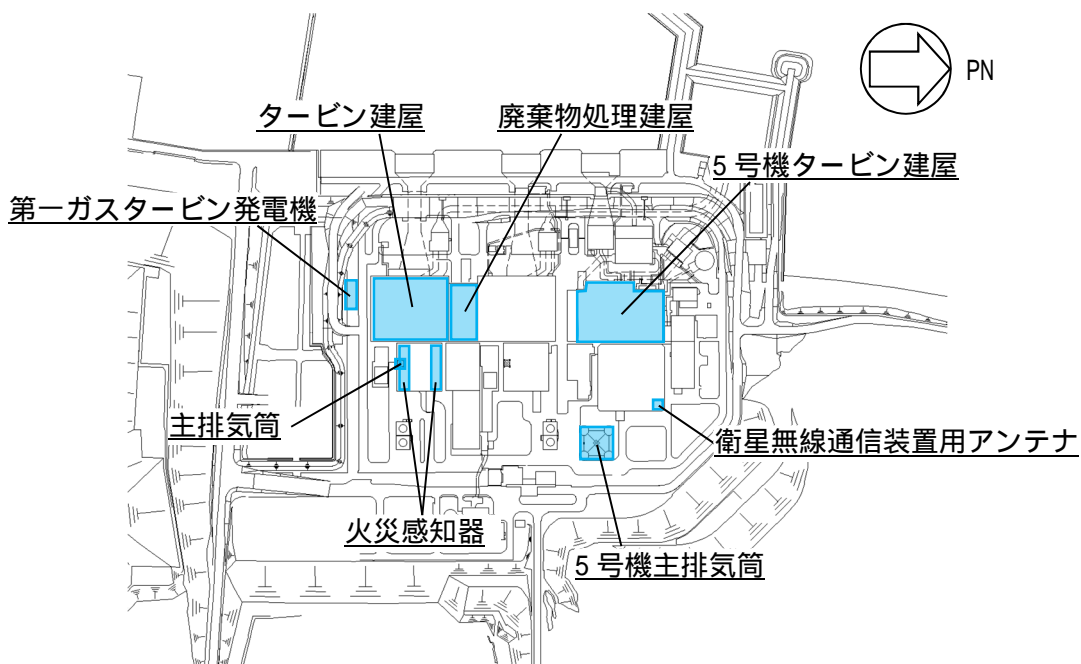 PN
タービン建屋
廃棄物処理建屋
5号機タービン建屋
第一ガスタービン発電機
主排気筒
衛星無線通信装置用アンテナ
火災感知器
5号機主排気筒